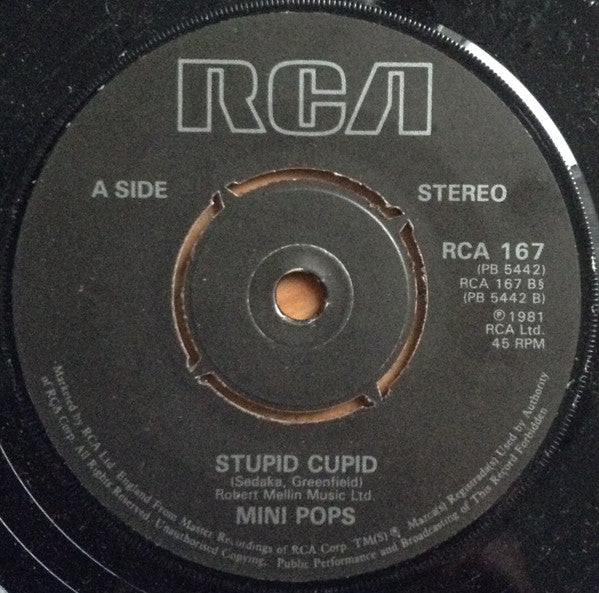 RCA
A SIDE
STEREO
RCA 167
(PB 5442)
RCA 167 B§
(PB 5442 B)
℗ 1981
RCA Ltd.
45 RPM
STUPID CUPID
(Sedaka, Greenfield)
Robert Mellin Music Ltd.
MINI POPS
Marketed by RCA Ltd. England From Master Recordings of RCA Corp. TM(S) ® Marca(s) Registrada(s) Used by Authority
of RCA Corp. All Rights Reserved. Unauthorised Copying, Public Performance and Broadcasting of This Record Forbidden